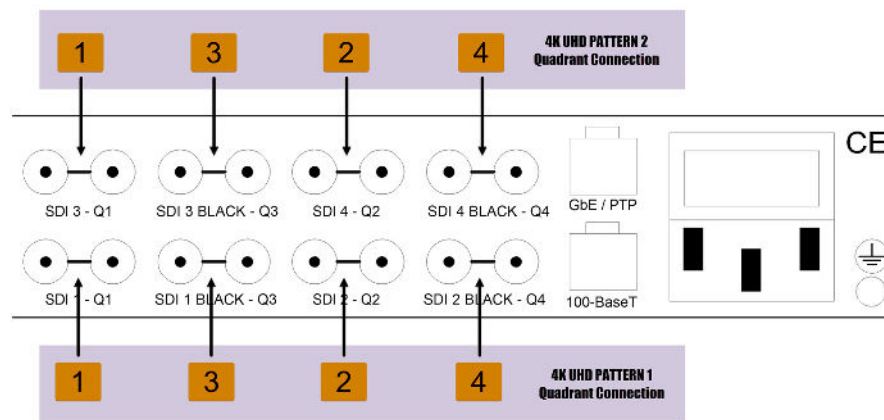 1 3 2 4 4K UHD PATTERN 2
Quadrant Connection
CE
SDI 3 - Q1 SDI 3 BLACK - Q3 SDI 4 - Q2 SDI 4 BLACK - Q4 GbE / PTP
SDI 1 - Q1 SDI 1 BLACK - Q3 SDI 2 - Q2 SDI 2 BLACK - Q4 100-BaseT
1 3 2 4 4K UHD PATTERN 1
Quadrant Connection